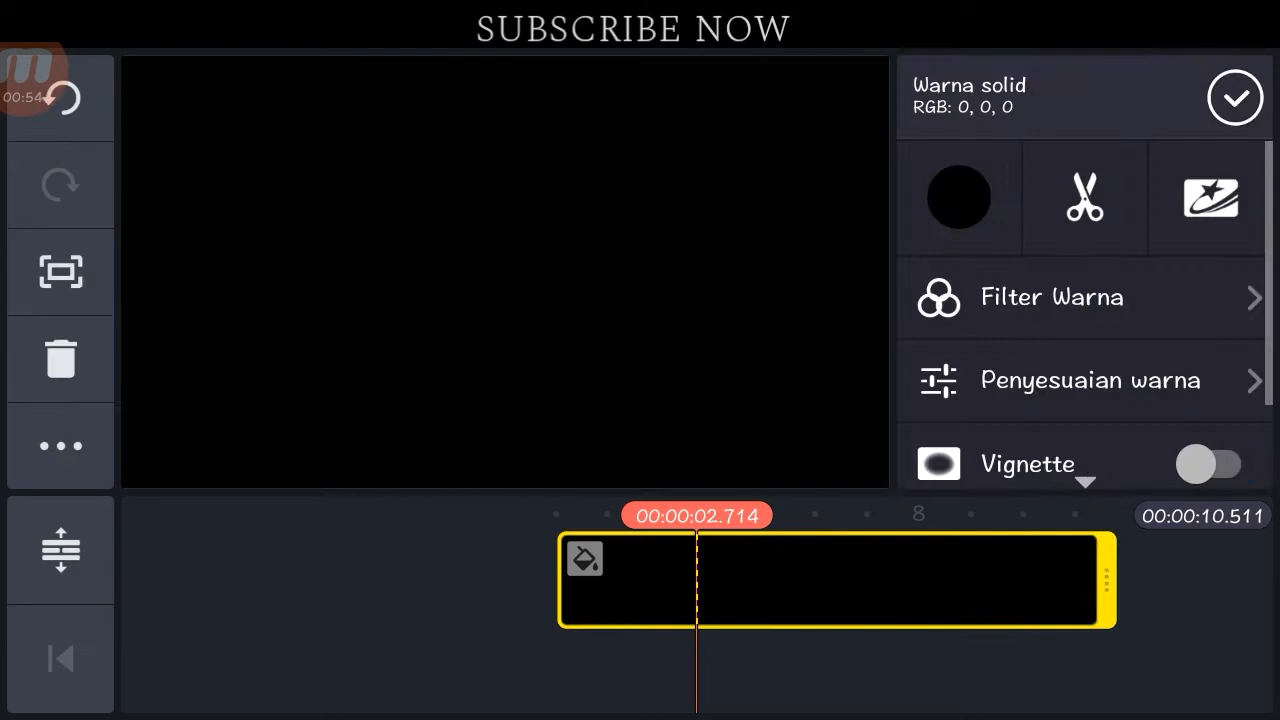 SUBSCRIBE NOW
00:54
Warna solid
RGB: 0, 0, 0
Filter Warna
Penyesuaian warna
Vignette
00:00:02.714
8
00:00:10.511